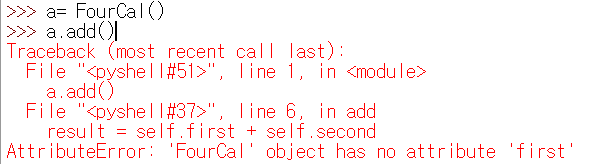 >>> a= FourCal()
>>> a.add()
Traceback (most recent call last):
  File "<pyshell#51>", line 1, in <module>
    a.add()
  File "<pyshell#37>", line 6, in add
    result = self.first + self.second
AttributeError: 'FourCal' object has no attribute 'first'